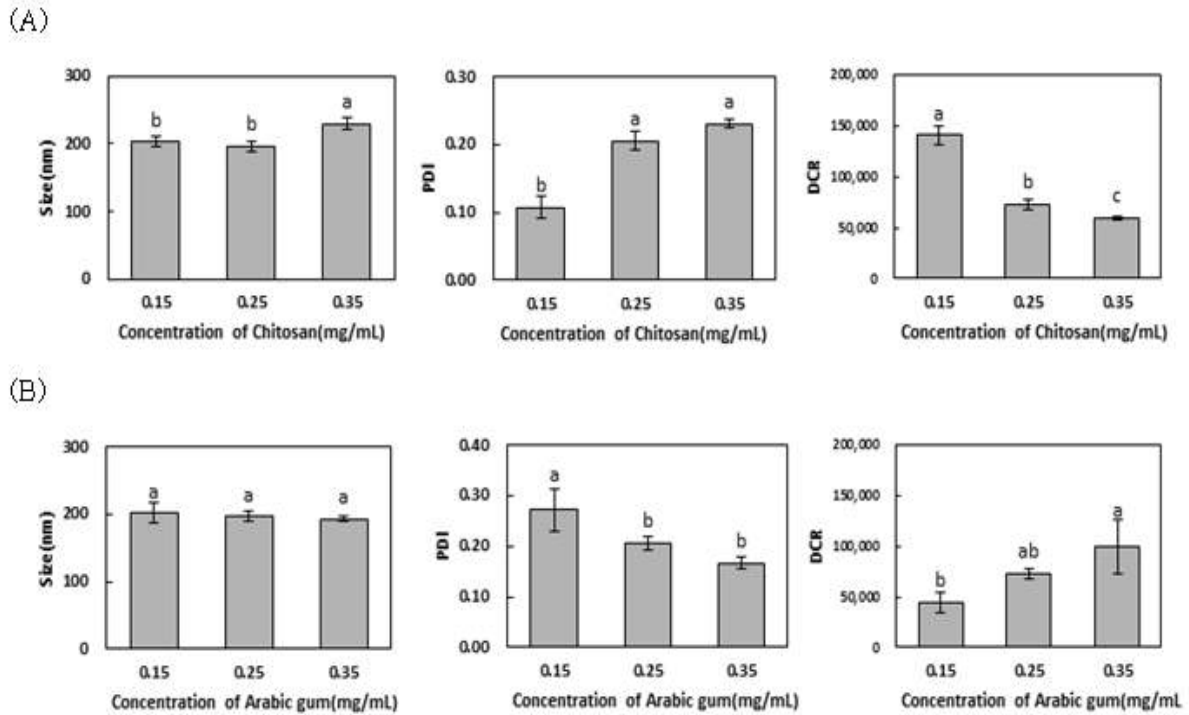 (A)
300
200
100
0
Size(nm)
b
b
a
0.15 0.25 0.35
Concentration of Chitosan(mg/mL)
0.30
0.20
0.10
0.00
PDI
b
a
a
0.15 0.25 0.35
Concentration of Chitosan(mg/mL)
200,000
150,000
100,000
50,000
0
DCR
a
b
c
0.15 0.25 0.35
Concentration of Chitosan(mg/mL)
(B)
300
200
100
0
Size(nm)
a
a
a
0.15 0.25 0.35
Concentration of Arabic gum(mg/mL)
0.40
0.30
0.20
0.10
0.00
PDI
a
b
b
0.15 0.25 0.35
Concentration of Arabic gum(mg/mL)
200,000
150,000
100,000
50,000
0
DCR
b
ab
a
0.15 0.25 0.35
Concentration of Arabic gum(mg/mL